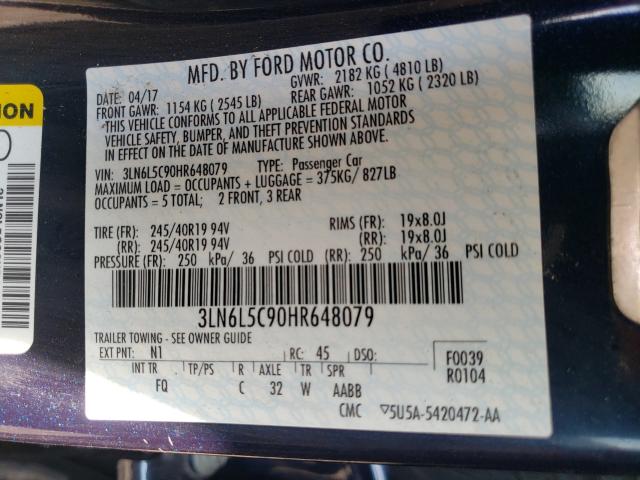 MFD. BY FORD MOTOR CO.
DATE: 04/17 GVWR: 2182 KG ( 4810 LB)
FRONT GAWR: 1154 KG ( 2545 LB) REAR GAWR: 1052 KG ( 2320 LB)
*THIS VEHICLE CONFORMS TO ALL APPLICABLE FEDERAL MOTOR
VEHICLE SAFETY, BUMPER, AND THEFT PREVENTION STANDARDS
IN EFFECT ON THE DATE OF MANUFACTURE SHOWN ABOVE.
VIN: 3LN6L5C90HR648079 TYPE: Passenger Car
MAXIMUM LOAD = OCCUPANTS + LUGGAGE = 375KG/ 827LB
OCCUPANTS = 5 TOTAL; 2 FRONT, 3 REAR
TIRE (FR): 245/40R19 94V RIMS (FR): 19x8.0J
(RR): 245/40R19 94V (RR): 19x8.0J
PRESSURE (FR): 250 kPa/ 36 PSI COLD (RR): 250 kPa/ 36 PSI COLD
3LN6L5C90HR648079
TRAILER TOWING - SEE OWNER GUIDE
EXT PNT: N1 RC: 45 DSO: F0039
INT TR TP/PS R AXLE TR SPR R0104
FQ C 32 W AABB
CMC ▽5U5A-5420472-AA